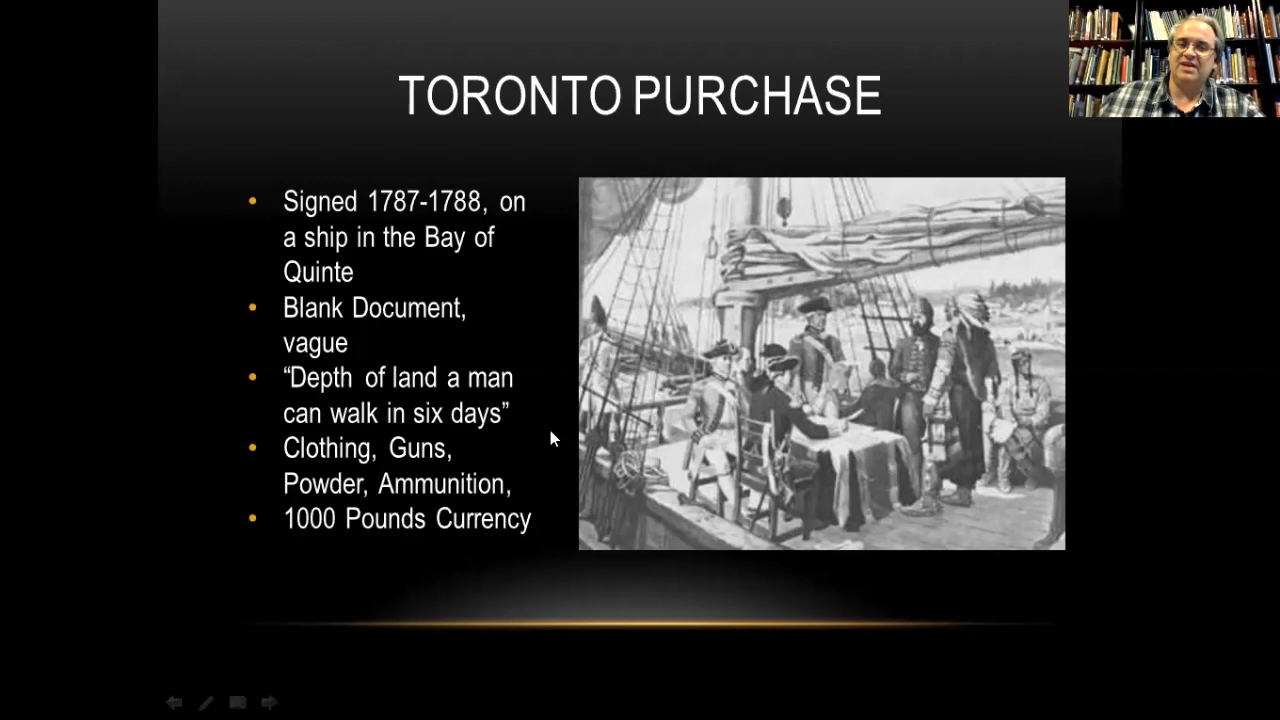 TORONTO PURCHASE
• Signed 1787-1788, on
a ship in the Bay of
Quinte
• Blank Document,
vague
• “Depth of land a man
can walk in six days”
• Clothing, Guns,
Powder, Ammunition,
• 1000 Pounds Currency